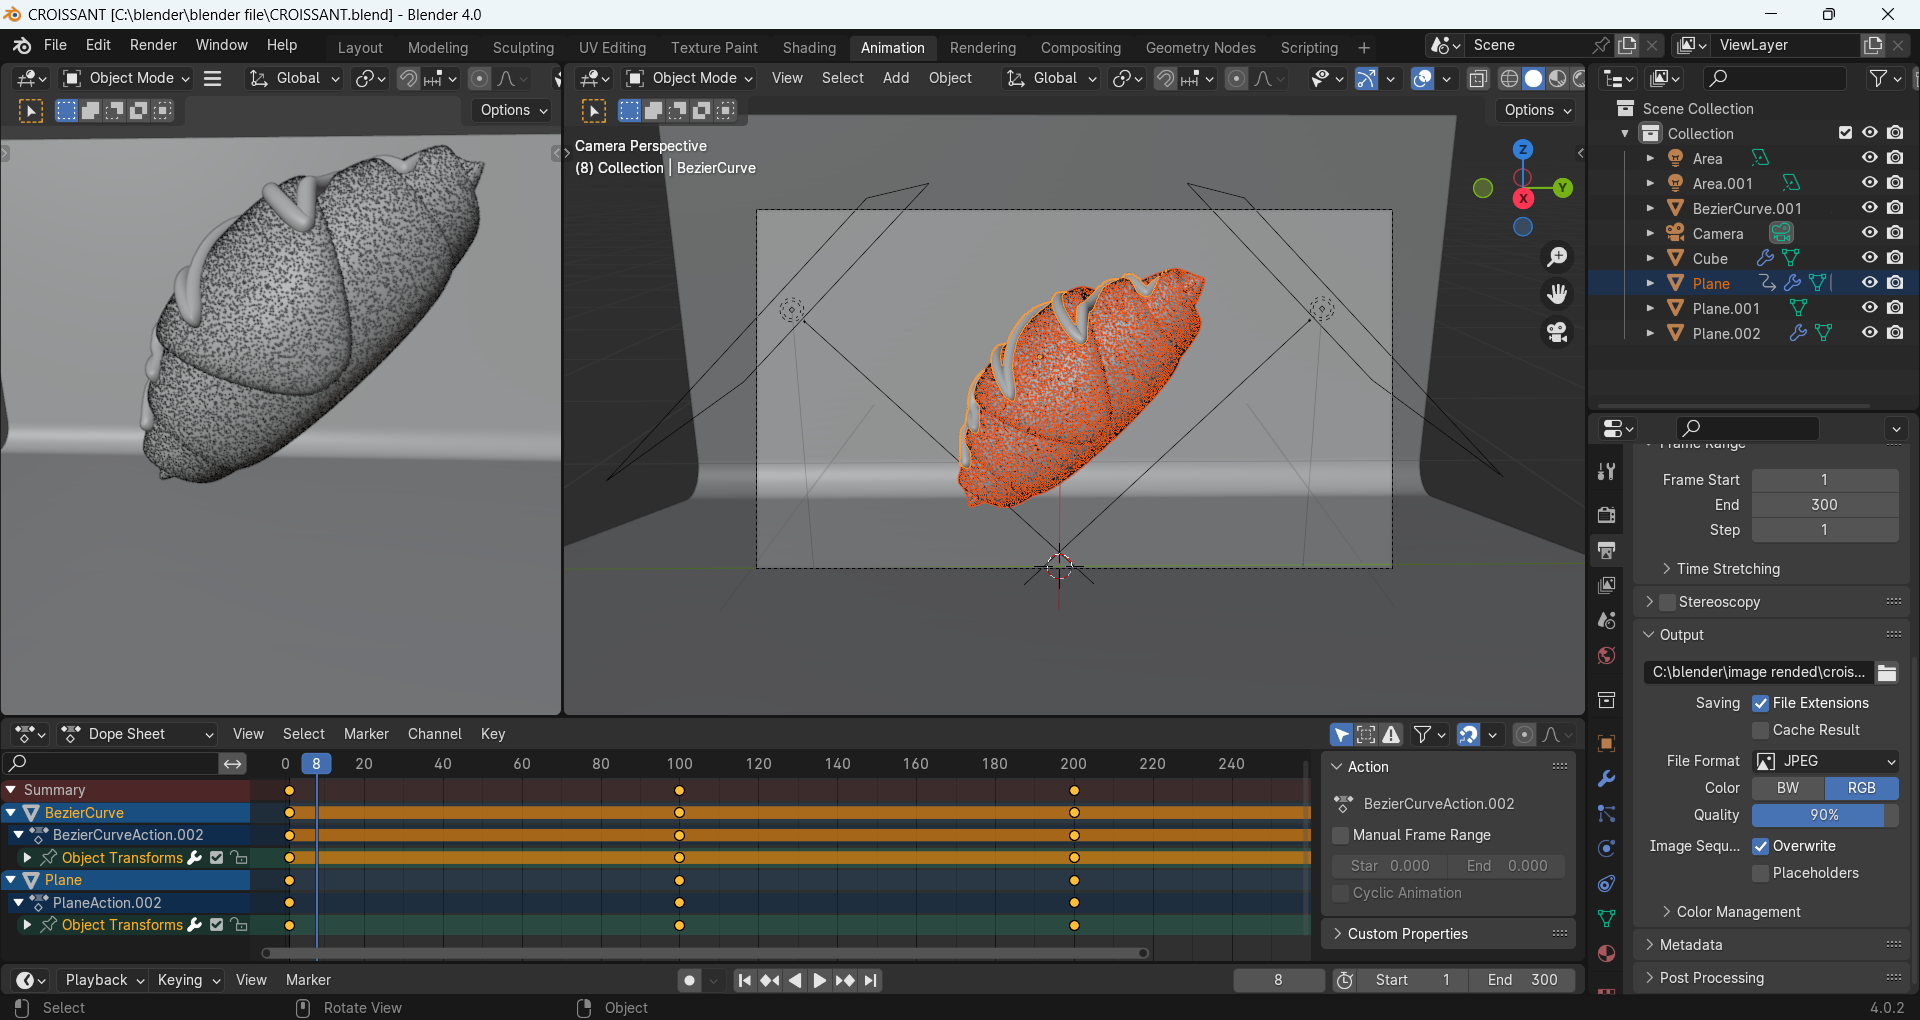 CROISSANT [C:\blender\blender file\CROISSANT.blend] - Blender 4.0
File Edit Render Window Help Layout Modeling Sculpting UV Editing Texture Paint Shading Animation Rendering Compositing Geometry Nodes Scripting + Scene ViewLayer
Object Mode Global Object Mode View Select Add Object Global
Options Options
Scene Collection
Collection
Area
Area.001
BezierCurve.001
Camera
Cube
Plane
Plane.001
Plane.002
Camera Perspective
(8) Collection | BezierCurve
Z
Y
X
Frame Range
Frame Start 1
End 300
Step 1
Time Stretching
Stereoscopy
Output
C:\blender\image rended\crois...
Saving File Extensions
Cache Result
File Format JPEG
Color BW RGB
Quality 90%
Image Sequ... Overwrite
Placeholders
Color Management
Metadata
Post Processing
Dope Sheet View Select Marker Channel Key
0 8 20 40 60 80 100 120 140 160 180 200 220 240
Summary
BezierCurve
BezierCurveAction.002
Object Transforms
Plane
PlaneAction.002
Object Transforms
Action
BezierCurveAction.002
Manual Frame Range
Star 0.000 End 0.000
Cyclic Animation
Custom Properties
Playback Keying View Marker 8 Start 1 End 300
Select Rotate View Object 4.0.2